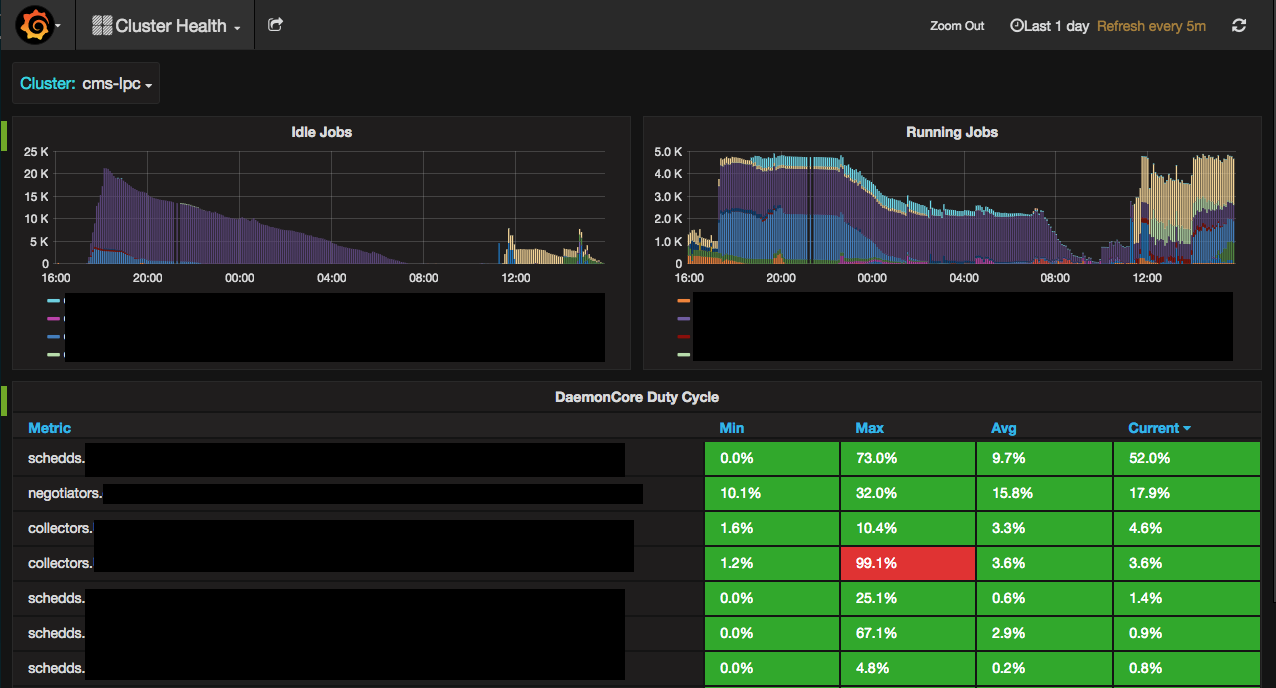 Cluster Health
Zoom Out Last 1 day Refresh every 5m
Cluster: cms-lpc
Idle Jobs
25 K
20 K
15 K
10 K
5 K
0
16:00 20:00 00:00 04:00 08:00 12:00
Running Jobs
5.0 K
4.0 K
3.0 K
2.0 K
1.0 K
0
16:00 20:00 00:00 04:00 08:00 12:00
DaemonCore Duty Cycle
Metric Min Max Avg Current
schedds. 0.0% 73.0% 9.7% 52.0%
negotiators. 10.1% 32.0% 15.8% 17.9%
collectors. 1.6% 10.4% 3.3% 4.6%
collectors. 1.2% 99.1% 3.6% 3.6%
schedds. 0.0% 25.1% 0.6% 1.4%
schedds. 0.0% 67.1% 2.9% 0.9%
schedds. 0.0% 4.8% 0.2% 0.8%